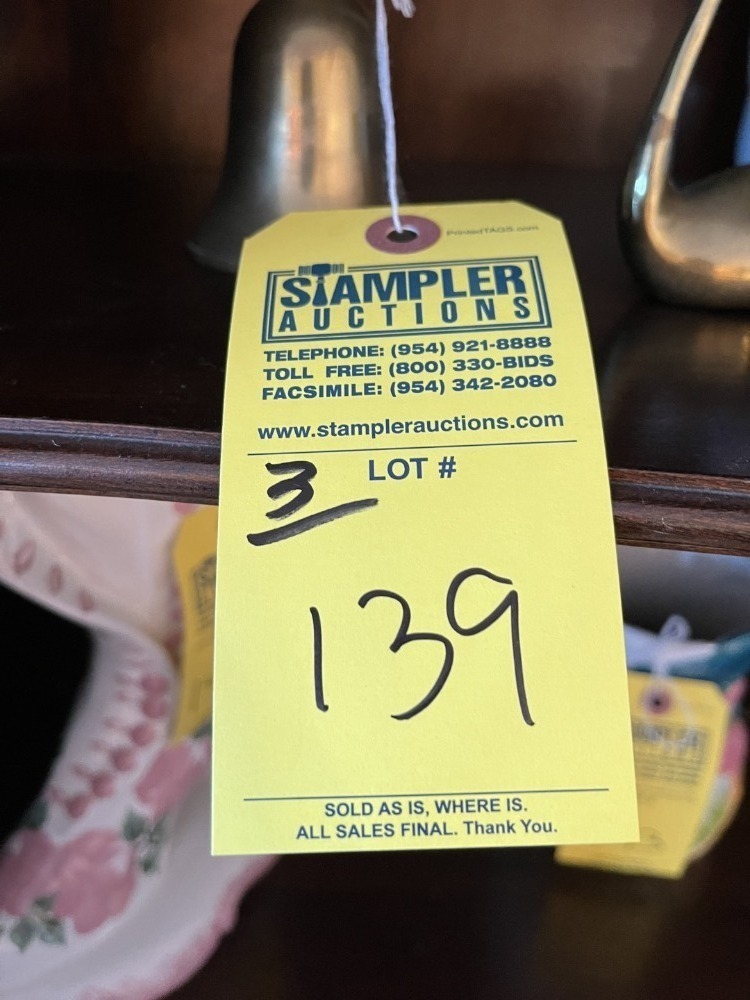 PrintedTAGS.com
STAMPLER
AUCTIONS
TELEPHONE: (954) 921-8888
TOLL FREE: (800) 330-BIDS
FACSIMILE: (954) 342-2080
www.stamplerauctions.com
3 LOT #
139
SOLD AS IS, WHERE IS.
ALL SALES FINAL. Thank You.